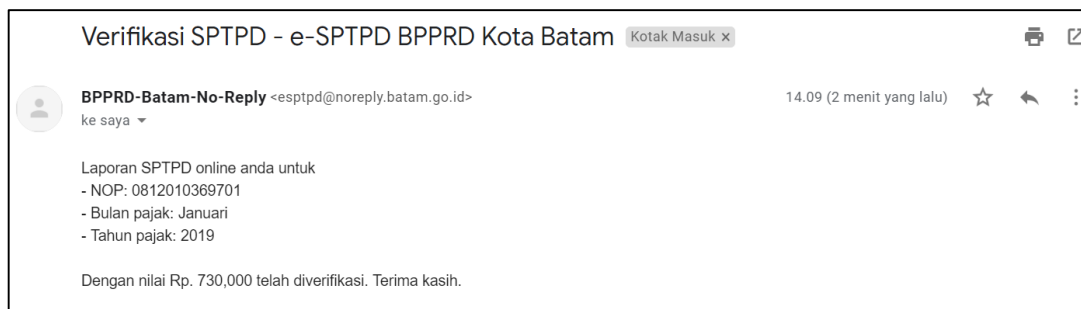 Verifikasi SPTPD - e-SPTPD BPPRD Kota Batam Kotak Masuk x
BPPRD-Batam-No-Reply <esptpd@noreply.batam.go.id> 14.09 (2 menit yang lalu)
ke saya
Laporan SPTPD online anda untuk
- NOP: 0812010369701
- Bulan pajak: Januari
- Tahun pajak: 2019
Dengan nilai Rp. 730,000 telah diverifikasi. Terima kasih.